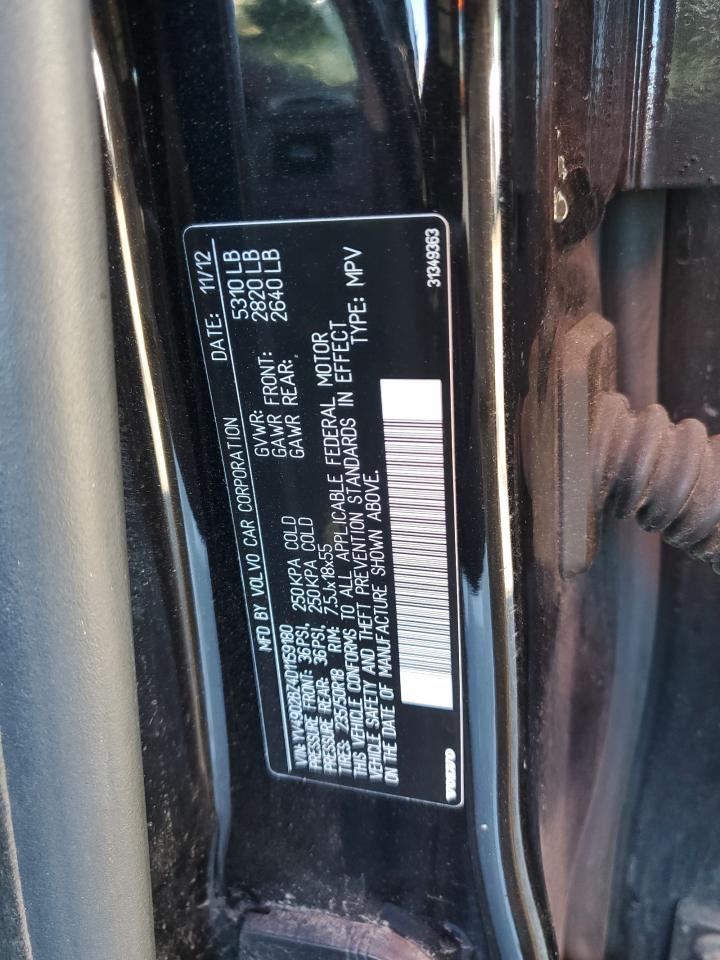 MFD BY VOLVO CAR CORPORATION DATE: 11/12
GVWR: 5310 LB
GAWR FRONT: 2820 LB
GAWR REAR: 2640 LB
VIN: YV4902BZ4D1159180
PRESSURE FRONT: 36PSI, 250KPA COLD
PRESSURE REAR: 36PSI, 250KPA COLD
TIRES: 235/50R18 RIM: 7.5Jx18x55
THIS VEHICLE CONFORMS TO ALL APPLICABLE FEDERAL MOTOR
VEHICLE SAFETY AND THEFT PREVENTION STANDARDS IN EFFECT
ON THE DATE OF MANUFACTURE SHOWN ABOVE. TYPE: MPV
VOLVO
31349363